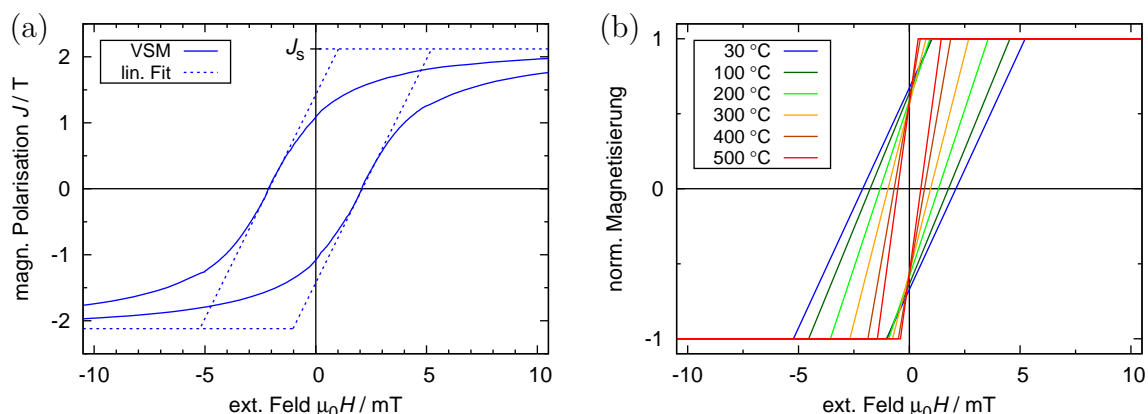 (a)
magn. Polarisation J / T
2
1
0
-1
-2
VSM
lin. Fit
Js
-10
-5
0
5
10
ext. Feld μ0H / mT
(b)
norm. Magnetisierung
1
0
-1
30 °C
100 °C
200 °C
300 °C
400 °C
500 °C
-10
-5
0
5
10
ext. Feld μ0H / mT